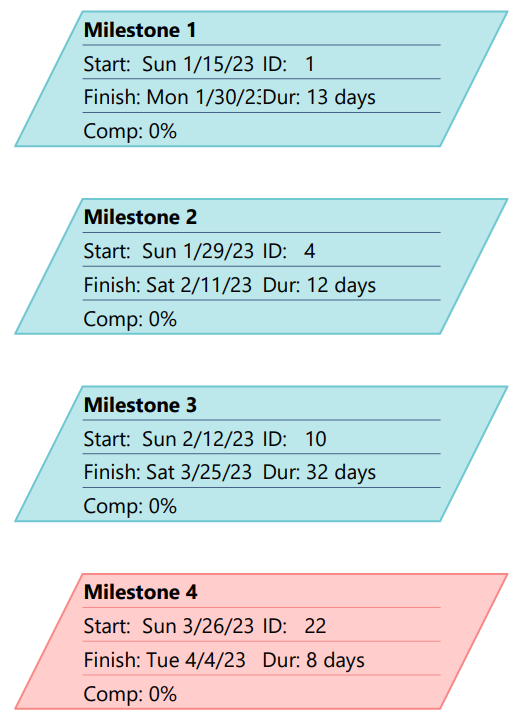 Milestone 1
Start: Sun 1/15/23 ID: 1
Finish: Mon 1/30/23 Dur: 13 days
Comp: 0%
Milestone 2
Start: Sun 1/29/23 ID: 4
Finish: Sat 2/11/23 Dur: 12 days
Comp: 0%
Milestone 3
Start: Sun 2/12/23 ID: 10
Finish: Sat 3/25/23 Dur: 32 days
Comp: 0%
Milestone 4
Start: Sun 3/26/23 ID: 22
Finish: Tue 4/4/23 Dur: 8 days
Comp: 0%